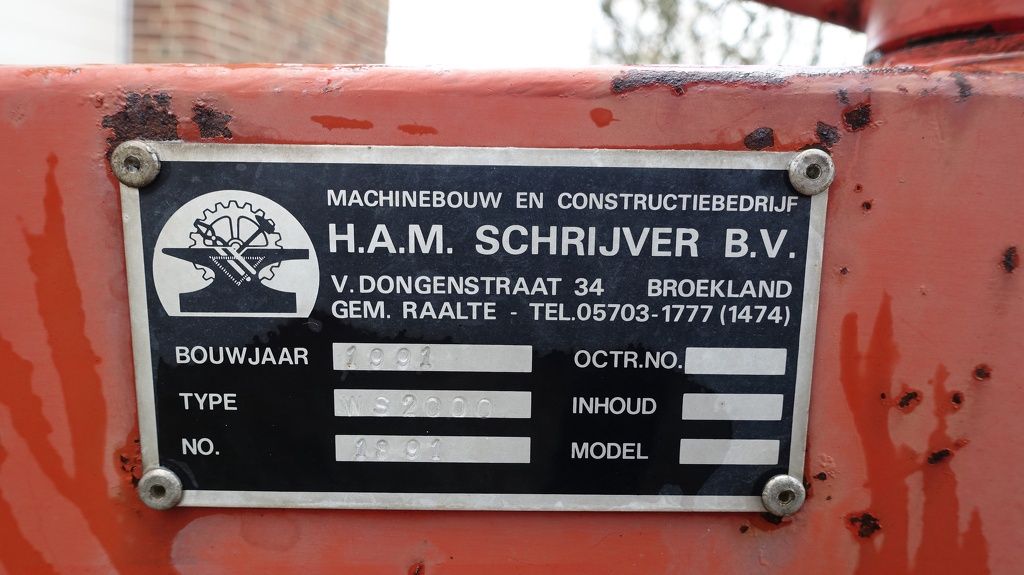 MACHINEBOUW EN CONSTRUCTIEBEDRIJF
H.A.M. SCHRIJVER B.V.
V. DONGENSTRAAT 34 BROEKLAND
GEM. RAALTE - TEL.05703-1777 (1474)
BOUWJAAR 1991 OCTR.NO.
TYPE WS2000 INHOUD
NO. 1891 MODEL